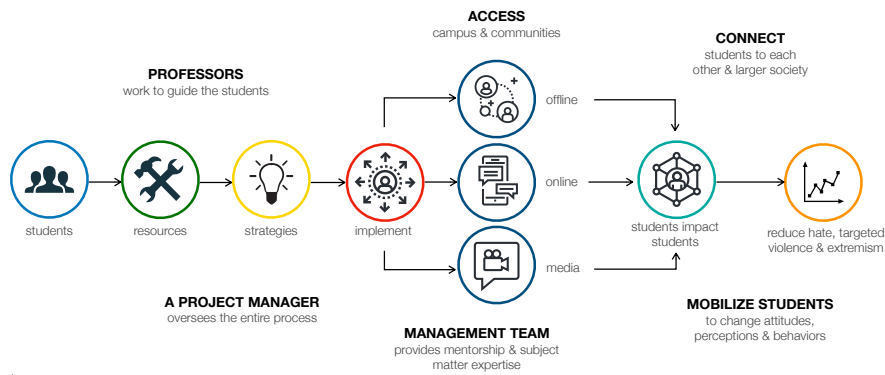 ACCESS
campus & communities
CONNECT
students to each
other & larger society
PROFESSORS
work to guide the students
offline
online
media
students
resources
strategies
implement
students impact
students
reduce hate, targeted
violence & extremism
A PROJECT MANAGER
oversees the entire process
MANAGEMENT TEAM
provides mentorship & subject
matter expertise
MOBILIZE STUDENTS
to change attitudes,
perceptions & behaviors